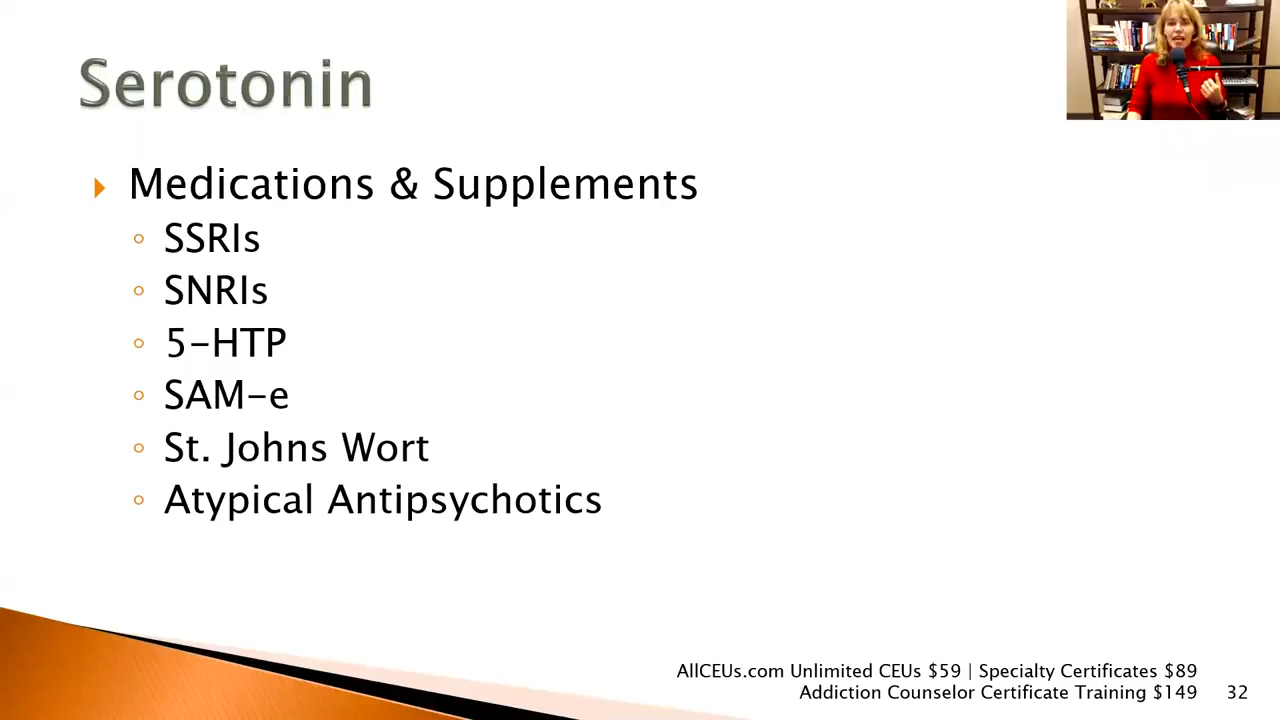 Serotonin
Medications & Supplements
SSRIs
SNRIs
5-HTP
SAM-e
St. Johns Wort
Atypical Antipsychotics
AllCEUs.com Unlimited CEUs $59 | Specialty Certificates $89
Addiction Counselor Certificate Training $149
32